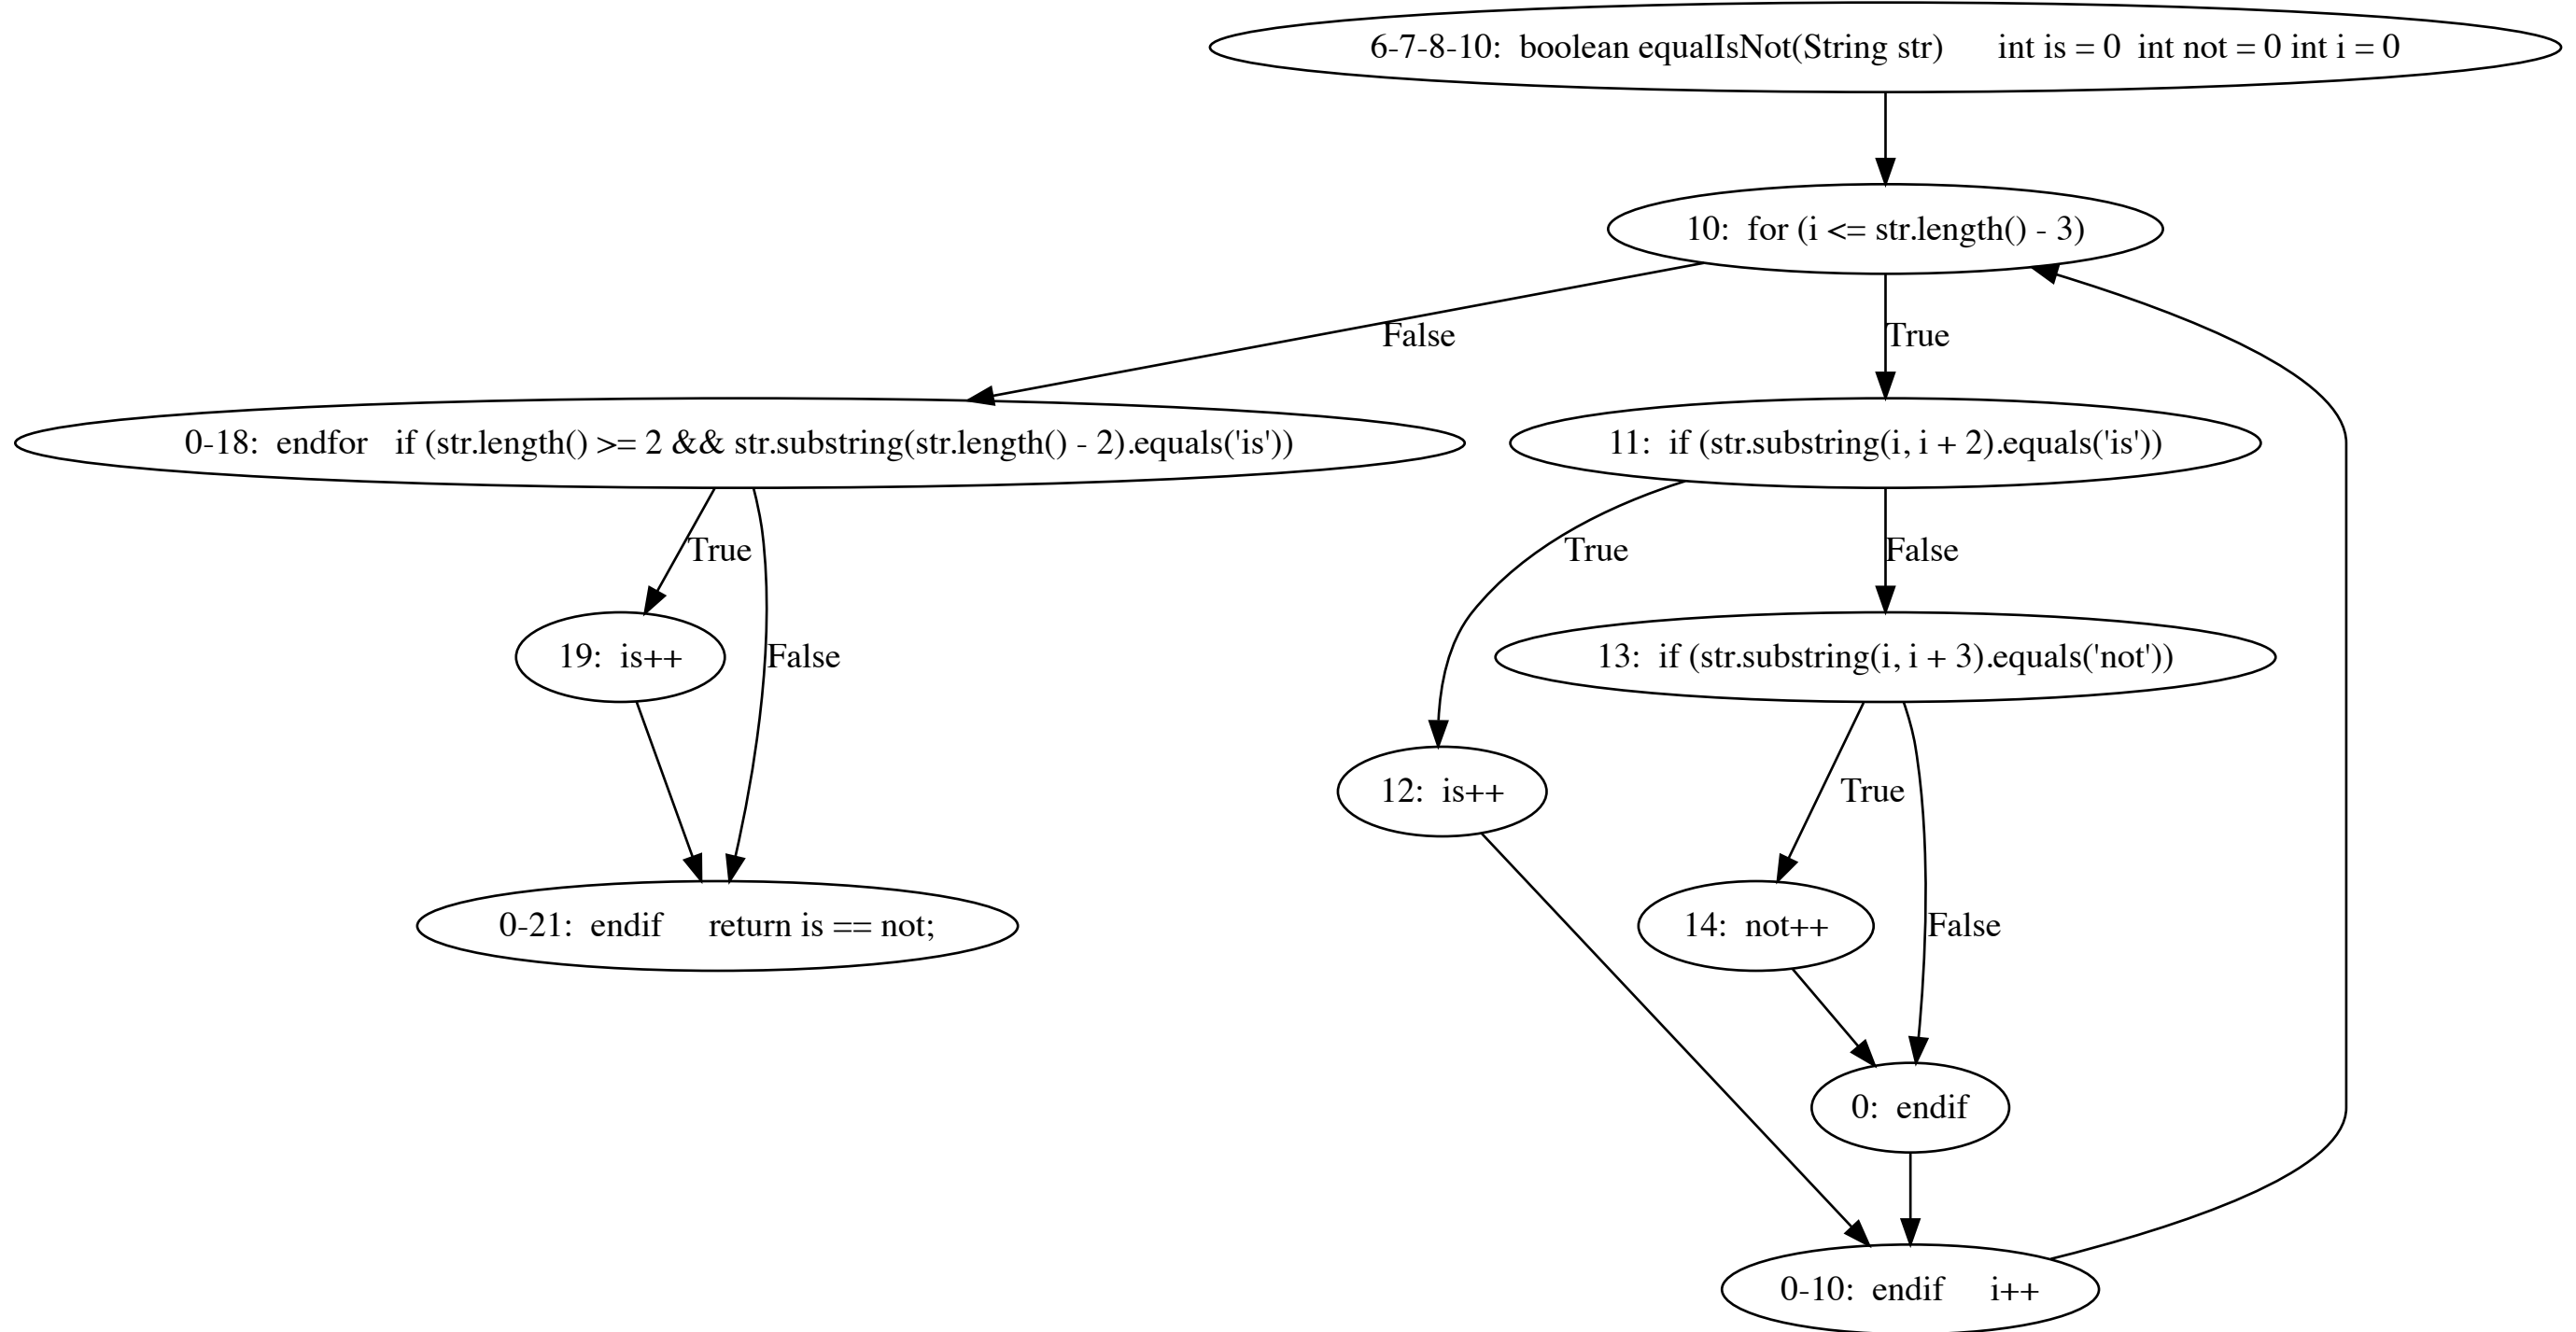 6-7-8-10:  boolean equalIsNot(String str)      int is = 0  int not = 0 int i = 0
10:  for (i <= str.length() - 3)
False
True
0-18:  endfor   if (str.length() >= 2 && str.substring(str.length() - 2).equals('is'))
11:  if (str.substring(i, i + 2).equals('is'))
True
True
False
19:  is++
False
13:  if (str.substring(i, i + 3).equals('not'))
12:  is++
True
0-21:  endif     return is == not;
14:  not++
False
0:  endif
0-10:  endif     i++